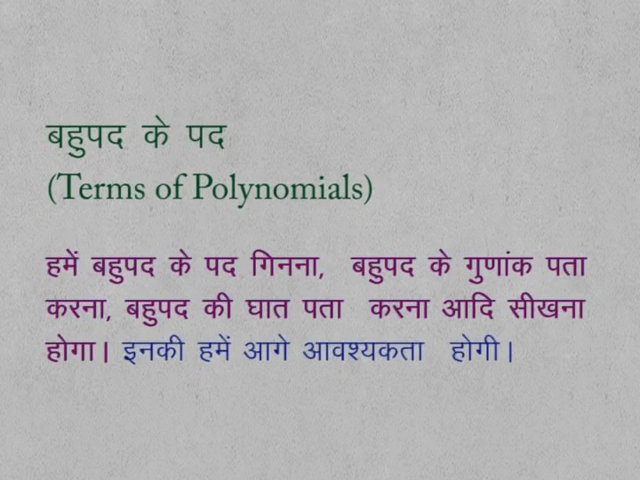 बहुपद के पद
(Terms of Polynomials)
हमें बहुपद के पद गिनना, बहुपद के गुणांक पता
करना, बहुपद की घात पता करना आदि सीखना
होगा। इनकी हमें आगे आवश्यकता होगी।